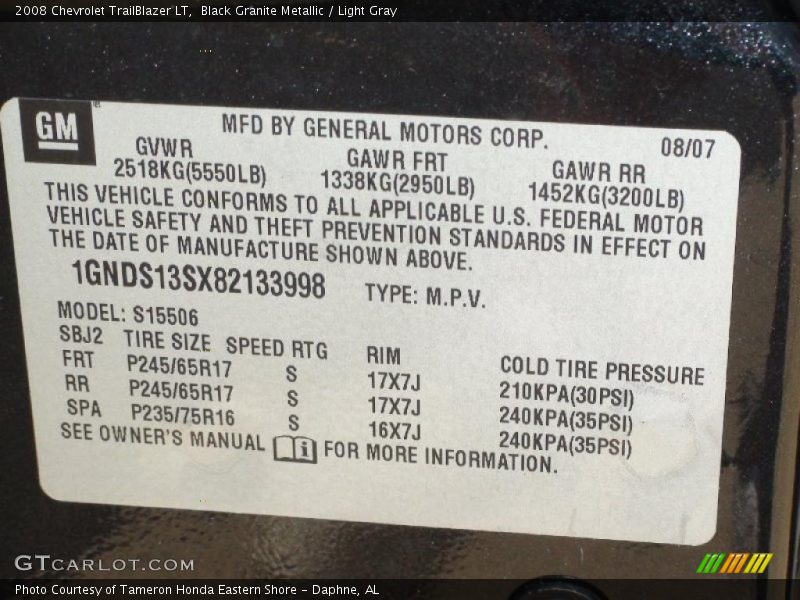 2008 Chevrolet TrailBlazer LT, Black Granite Metallic / Light Gray
GM
MFD BY GENERAL MOTORS CORP. 08/07
GVWR GAWR FRT GAWR RR
2518KG(5550LB) 1338KG(2950LB) 1452KG(3200LB)
THIS VEHICLE CONFORMS TO ALL APPLICABLE U.S. FEDERAL MOTOR
VEHICLE SAFETY AND THEFT PREVENTION STANDARDS IN EFFECT ON
THE DATE OF MANUFACTURE SHOWN ABOVE.
1GNDS13SX82133998 TYPE: M.P.V.
MODEL: S15506
SBJ2 TIRE SIZE SPEED RTG RIM COLD TIRE PRESSURE
FRT P245/65R17 S 17X7J 210KPA(30PSI)
RR P245/65R17 S 17X7J 240KPA(35PSI)
SPA P235/75R16 S 16X7J 240KPA(35PSI)
SEE OWNER'S MANUAL i FOR MORE INFORMATION.
GTCARLOT.COM
Photo Courtesy of Tameron Honda Eastern Shore - Daphne, AL